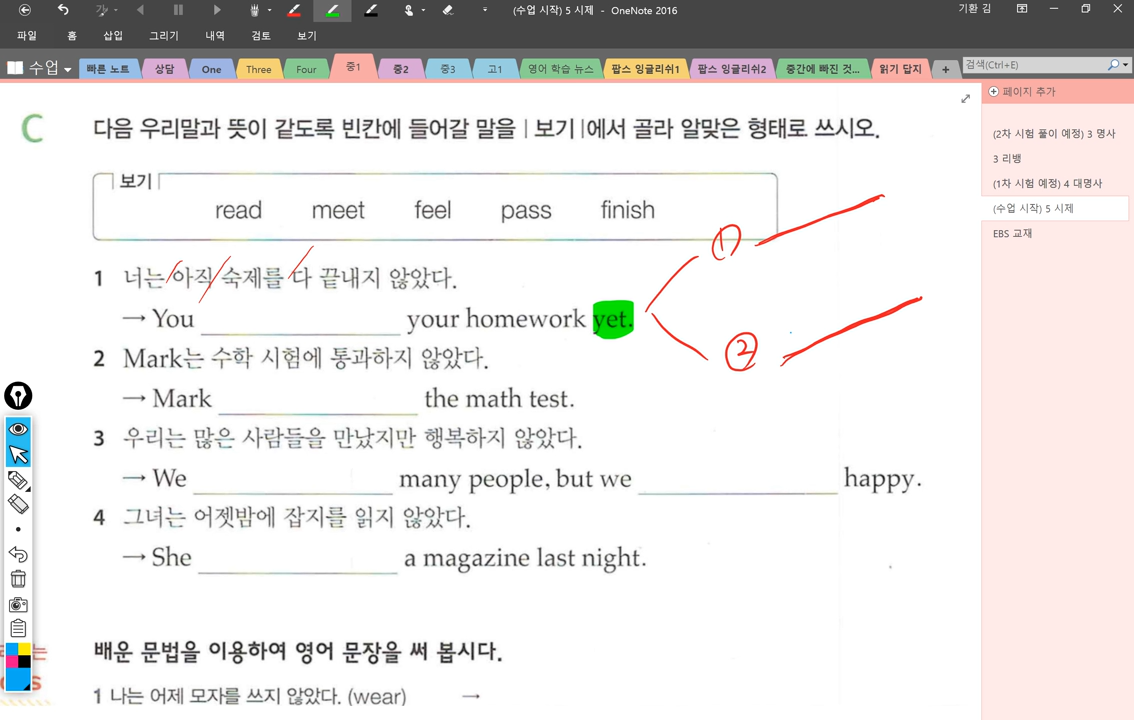 (수업 시작) 5 시제 - OneNote 2016
기환 김
파일 홈 삽입 그리기 내역 검토 보기
수업 빠른 노트 상담 One Three Four 중1 중2 중3 고1 영어 학습 뉴스 팝스 잉글리쉬1 팝스 잉글리쉬2 중간에 빠진 것... 읽기 답지 + 검색(Ctrl+E)
페이지 추가
(2차 시험 풀이 예정) 3 명사
3 리뱅
(1차 시험 예정) 4 대명사
(수업 시작) 5 시제
EBS 교재
C 다음 우리말과 뜻이 같도록 빈칸에 들어갈 말을 |보기|에서 골라 알맞은 형태로 쓰시오.
보기
read meet feel pass finish
①
1 너는 아직 숙제를 다 끝내지 않았다.
→ You ____________ your homework yet.
②
2 Mark는 수학 시험에 통과하지 않았다.
→ Mark ____________ the math test.
3 우리는 많은 사람들을 만났지만 행복하지 않았다.
→ We ____________ many people, but we ____________ happy.
4 그녀는 어젯밤에 잡지를 읽지 않았다.
→ She ____________ a magazine last night.
배운 문법을 이용하여 영어 문장을 써 봅시다.
1 나는 어제 모자를 쓰지 않았다. (wear) →